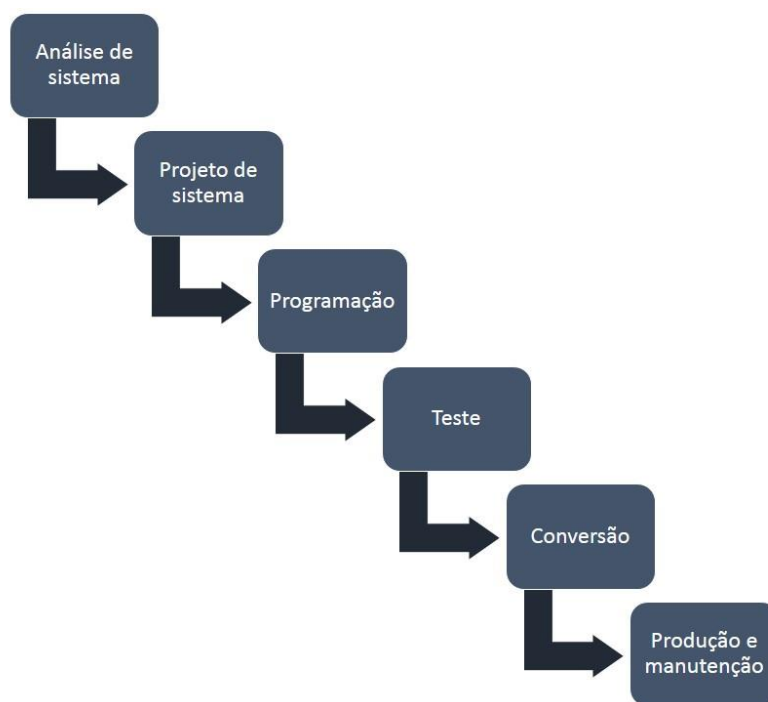 Análise de
sistema
Projeto de
sistema
Programação
Teste
Conversão
Produção e
manutenção